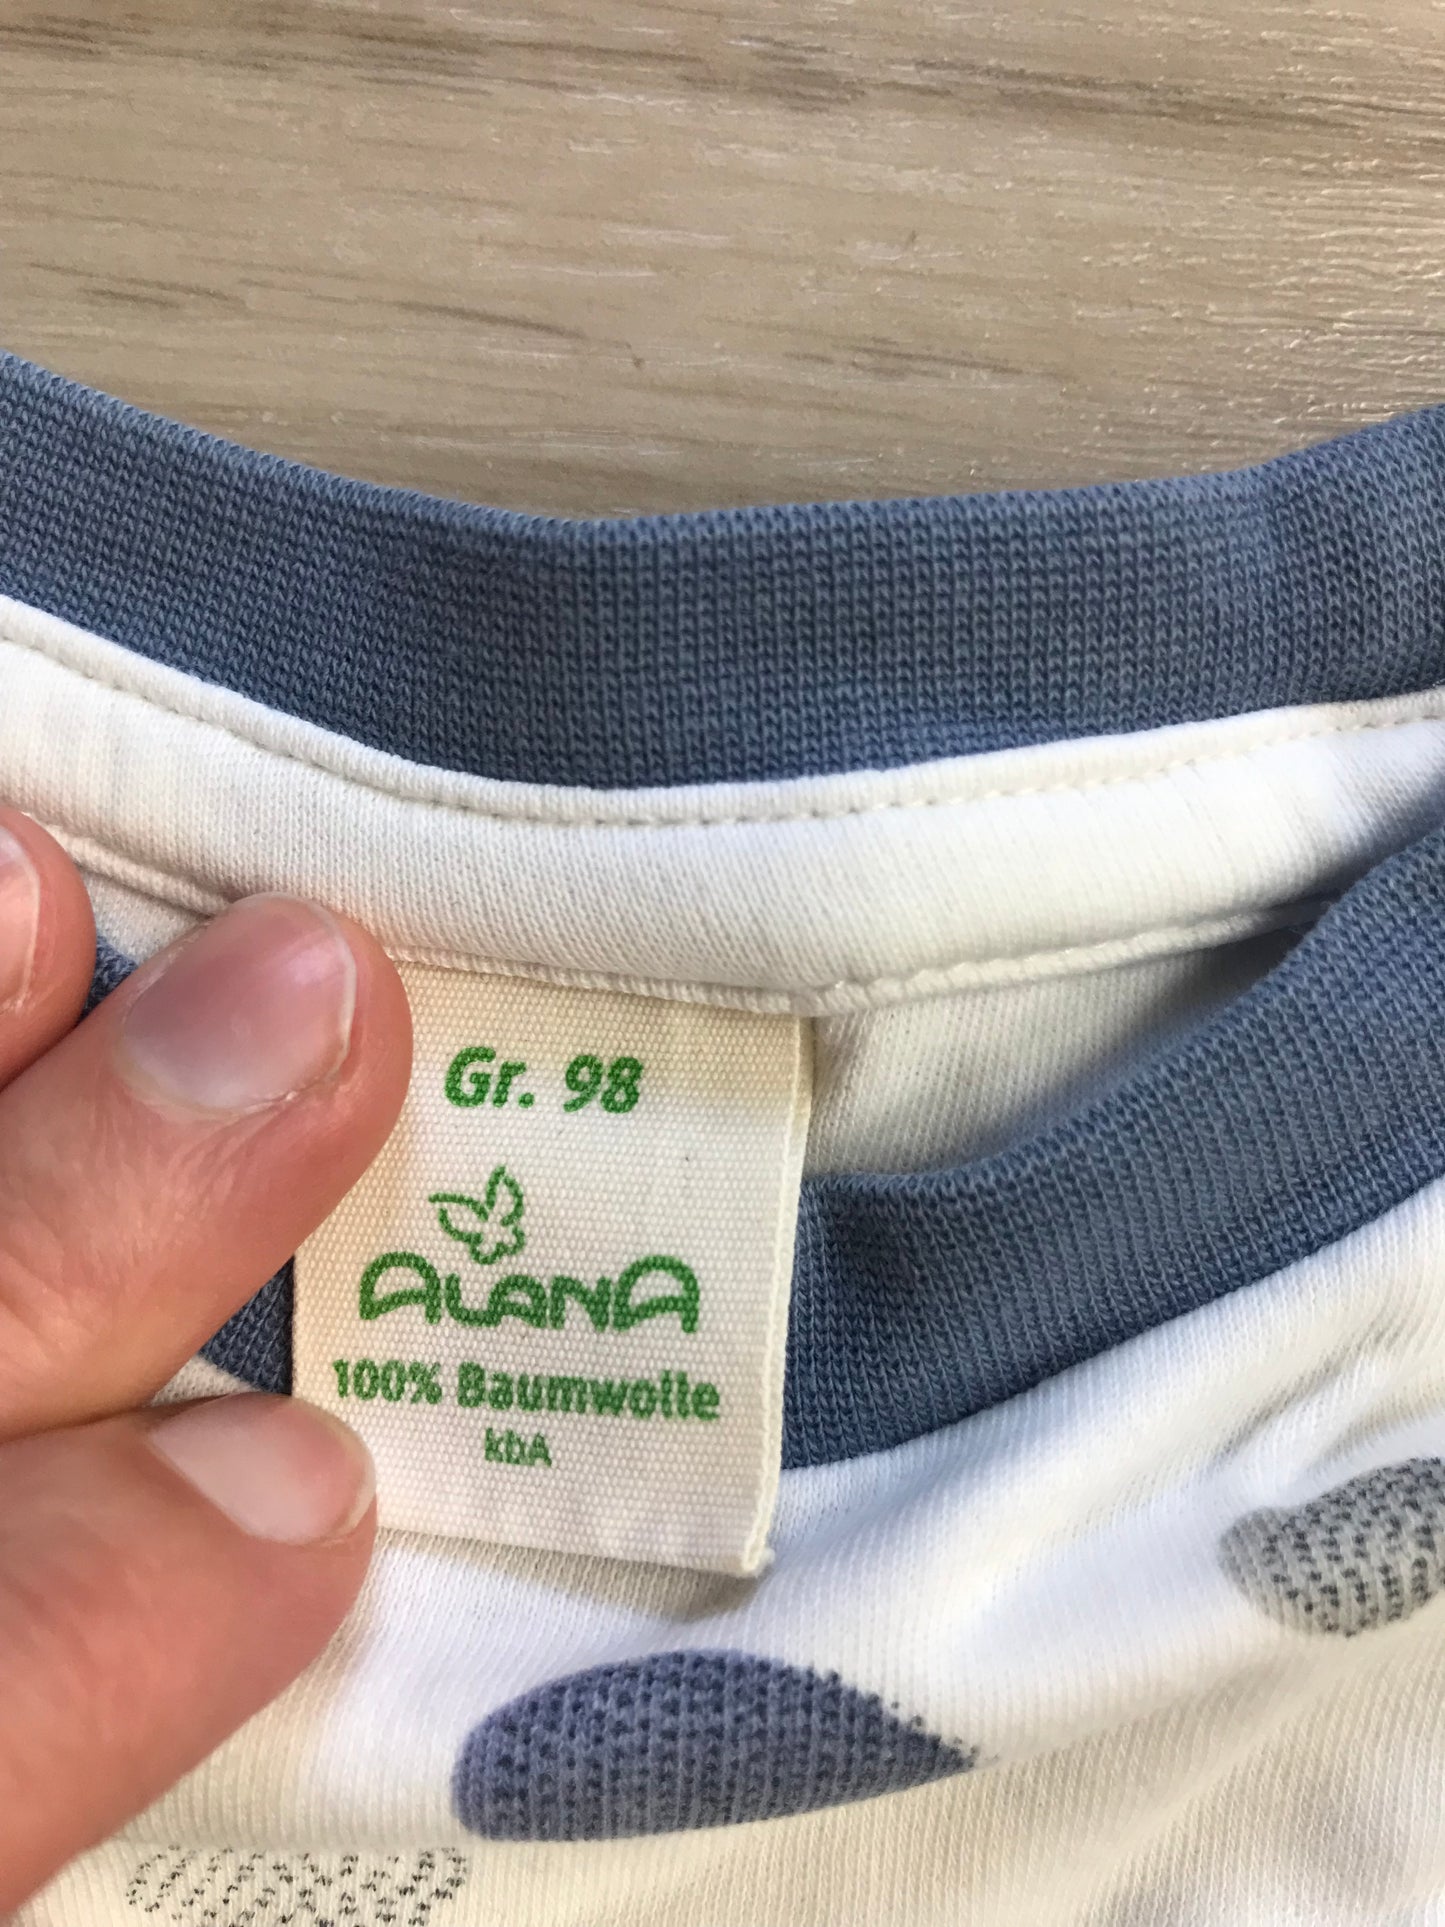 Gr. 98
ALANA
100% Baumwolle
kbA